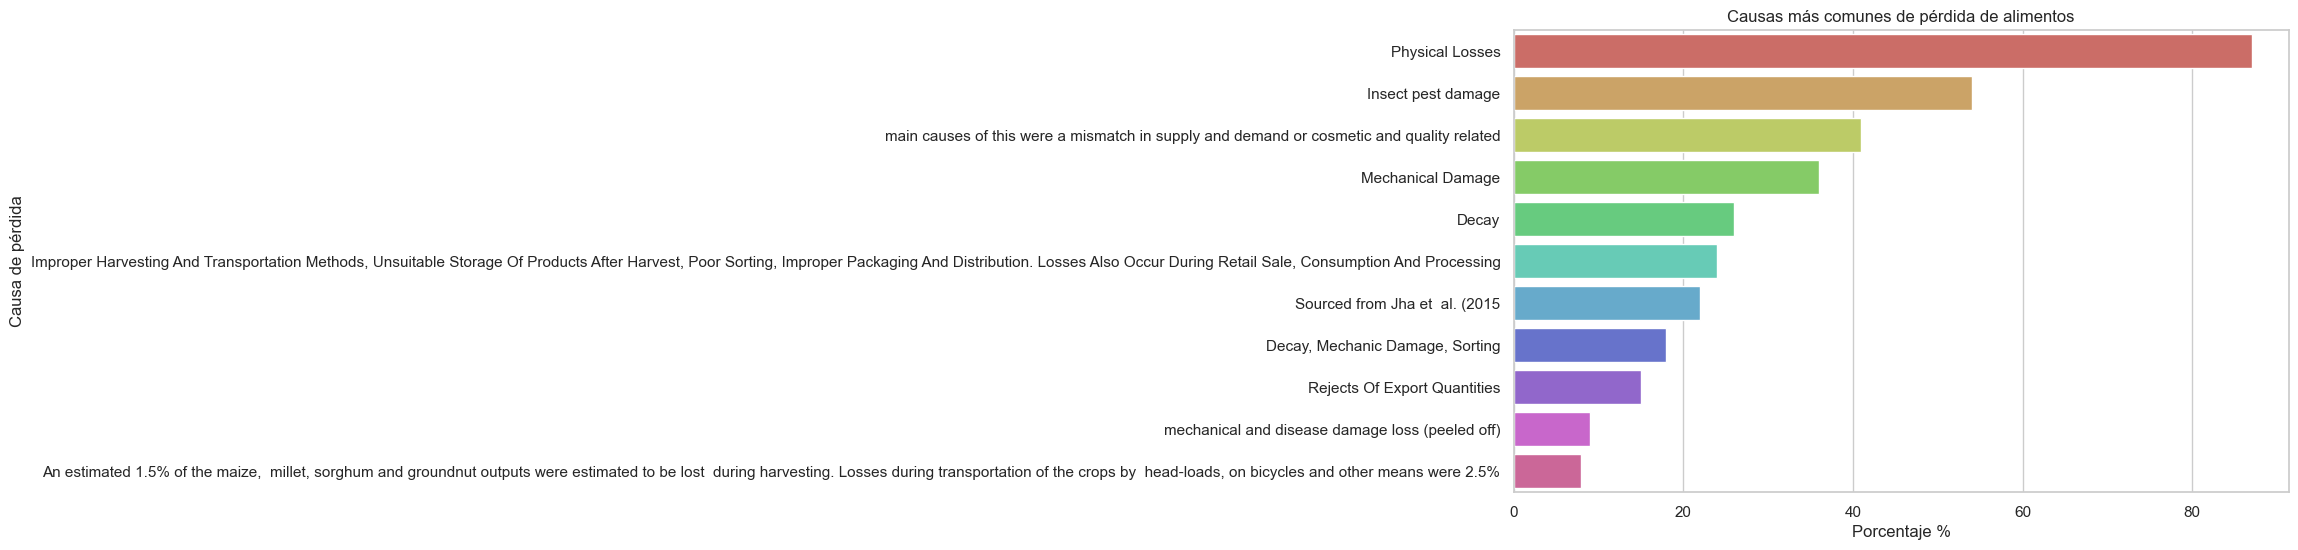 Causas más comunes de pérdida de alimentos
Causa de pérdida
Physical Losses
Insect pest damage
main causes of this were a mismatch in supply and demand or cosmetic and quality related
Mechanical Damage
Decay
Improper Harvesting And Transportation Methods, Unsuitable Storage Of Products After Harvest, Poor Sorting, Improper Packaging And Distribution. Losses Also Occur During Retail Sale, Consumption And Processing
Sourced from Jha et  al. (2015
Decay, Mechanic Damage, Sorting
Rejects Of Export Quantities
mechanical and disease damage loss (peeled off)
An estimated 1.5% of the maize,  millet, sorghum and groundnut outputs were estimated to be lost  during harvesting. Losses during transportation of the crops by  head-loads, on bicycles and other means were 2.5%
0 20 40 60 80
Porcentaje %